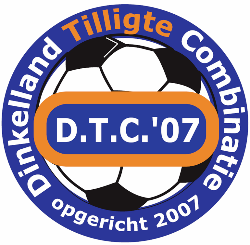 Dinkelland Tilligte Combinatie
D.T.C.'07
opgericht 2007